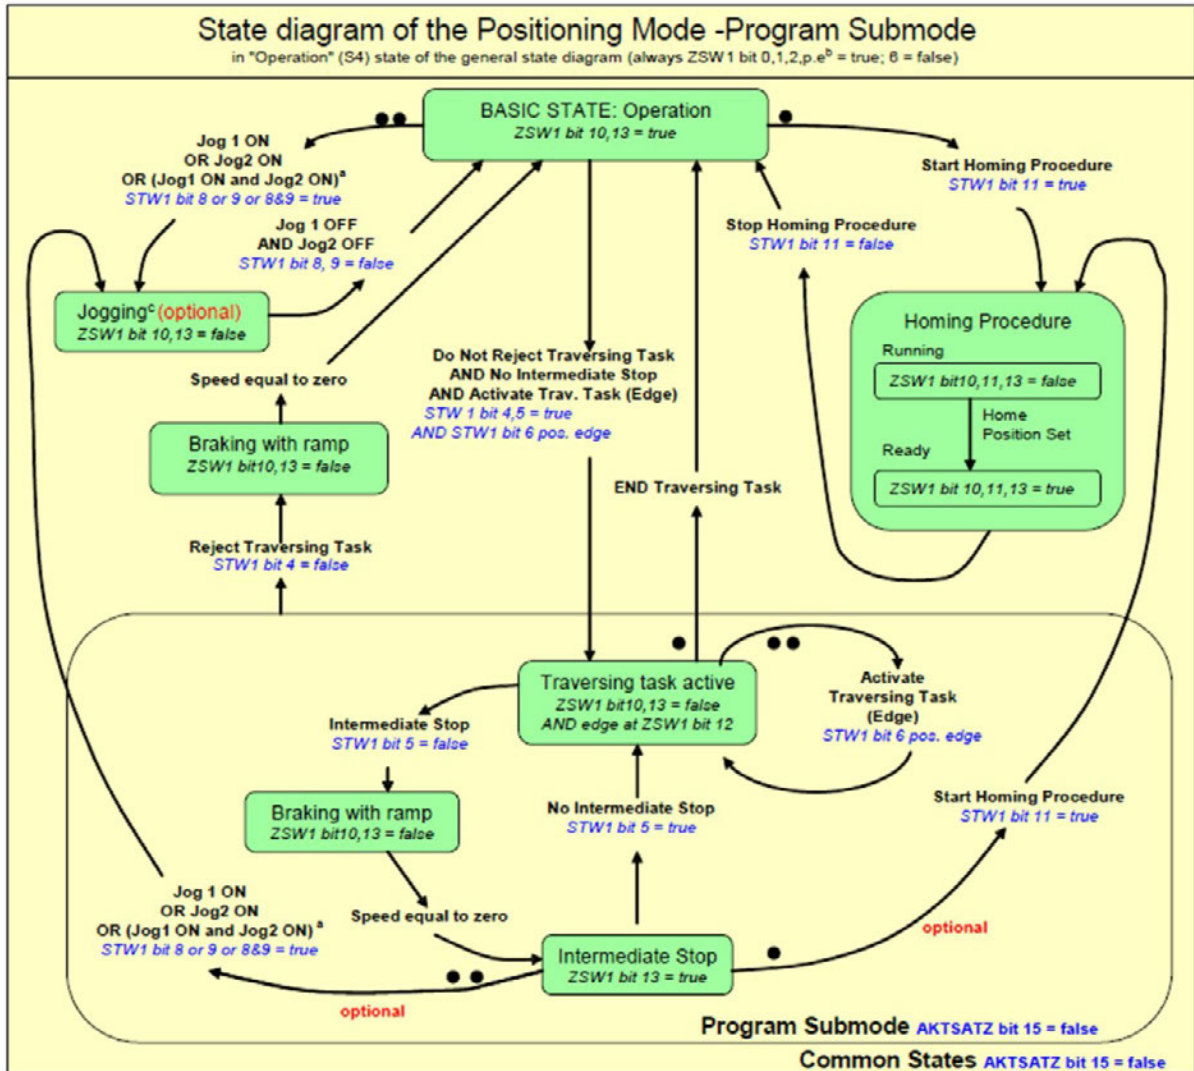 State diagram of the Positioning Mode -Program Submode
in "Operation" (S4) state of the general state diagram (always ZSW1 bit 0,1,2,p.e^b = true; 6 = false)
BASIC STATE: Operation
ZSW1 bit 10,13 = true
Jog 1 ON
OR Jog2 ON
OR (Jog1 ON and Jog2 ON)^a
STW1 bit 8 or 9 or 8&9 = true
Jog 1 OFF
AND Jog2 OFF
STW1 bit 8, 9 = false
Start Homing Procedure
STW1 bit 11 = true
Stop Homing Procedure
STW1 bit 11 = false
Jogging^c (optional)
ZSW1 bit 10,13 = false
Homing Procedure
Running
ZSW1 bit10,11,13 = false
Home
Position Set
Ready
ZSW1 bit 10,11,13 = true
Do Not Reject Traversing Task
AND No Intermediate Stop
AND Activate Trav. Task (Edge)
STW 1 bit 4,5 = true
AND STW1 bit 6 pos. edge
Speed equal to zero
Braking with ramp
ZSW1 bit10,13 = false
END Traversing Task
Reject Traversing Task
STW1 bit 4 = false
Traversing task active
ZSW1 bit10,13 = false
AND edge at ZSW1 bit 12
Activate
Traversing Task
(Edge)
STW1 bit 6 pos. edge
Intermediate Stop
STW1 bit 5 = false
Braking with ramp
ZSW1 bit10,13 = false
No Intermediate Stop
STW1 bit 5 = true
Start Homing Procedure
STW1 bit 11 = true
Jog 1 ON
OR Jog2 ON
OR (Jog1 ON and Jog2 ON)^a
STW1 bit 8 or 9 or 8&9 = true
Speed equal to zero
optional
Intermediate Stop
ZSW1 bit 13 = true
optional
Program Submode AKTSATZ bit 15 = false
Common States AKTSATZ bit 15 = false